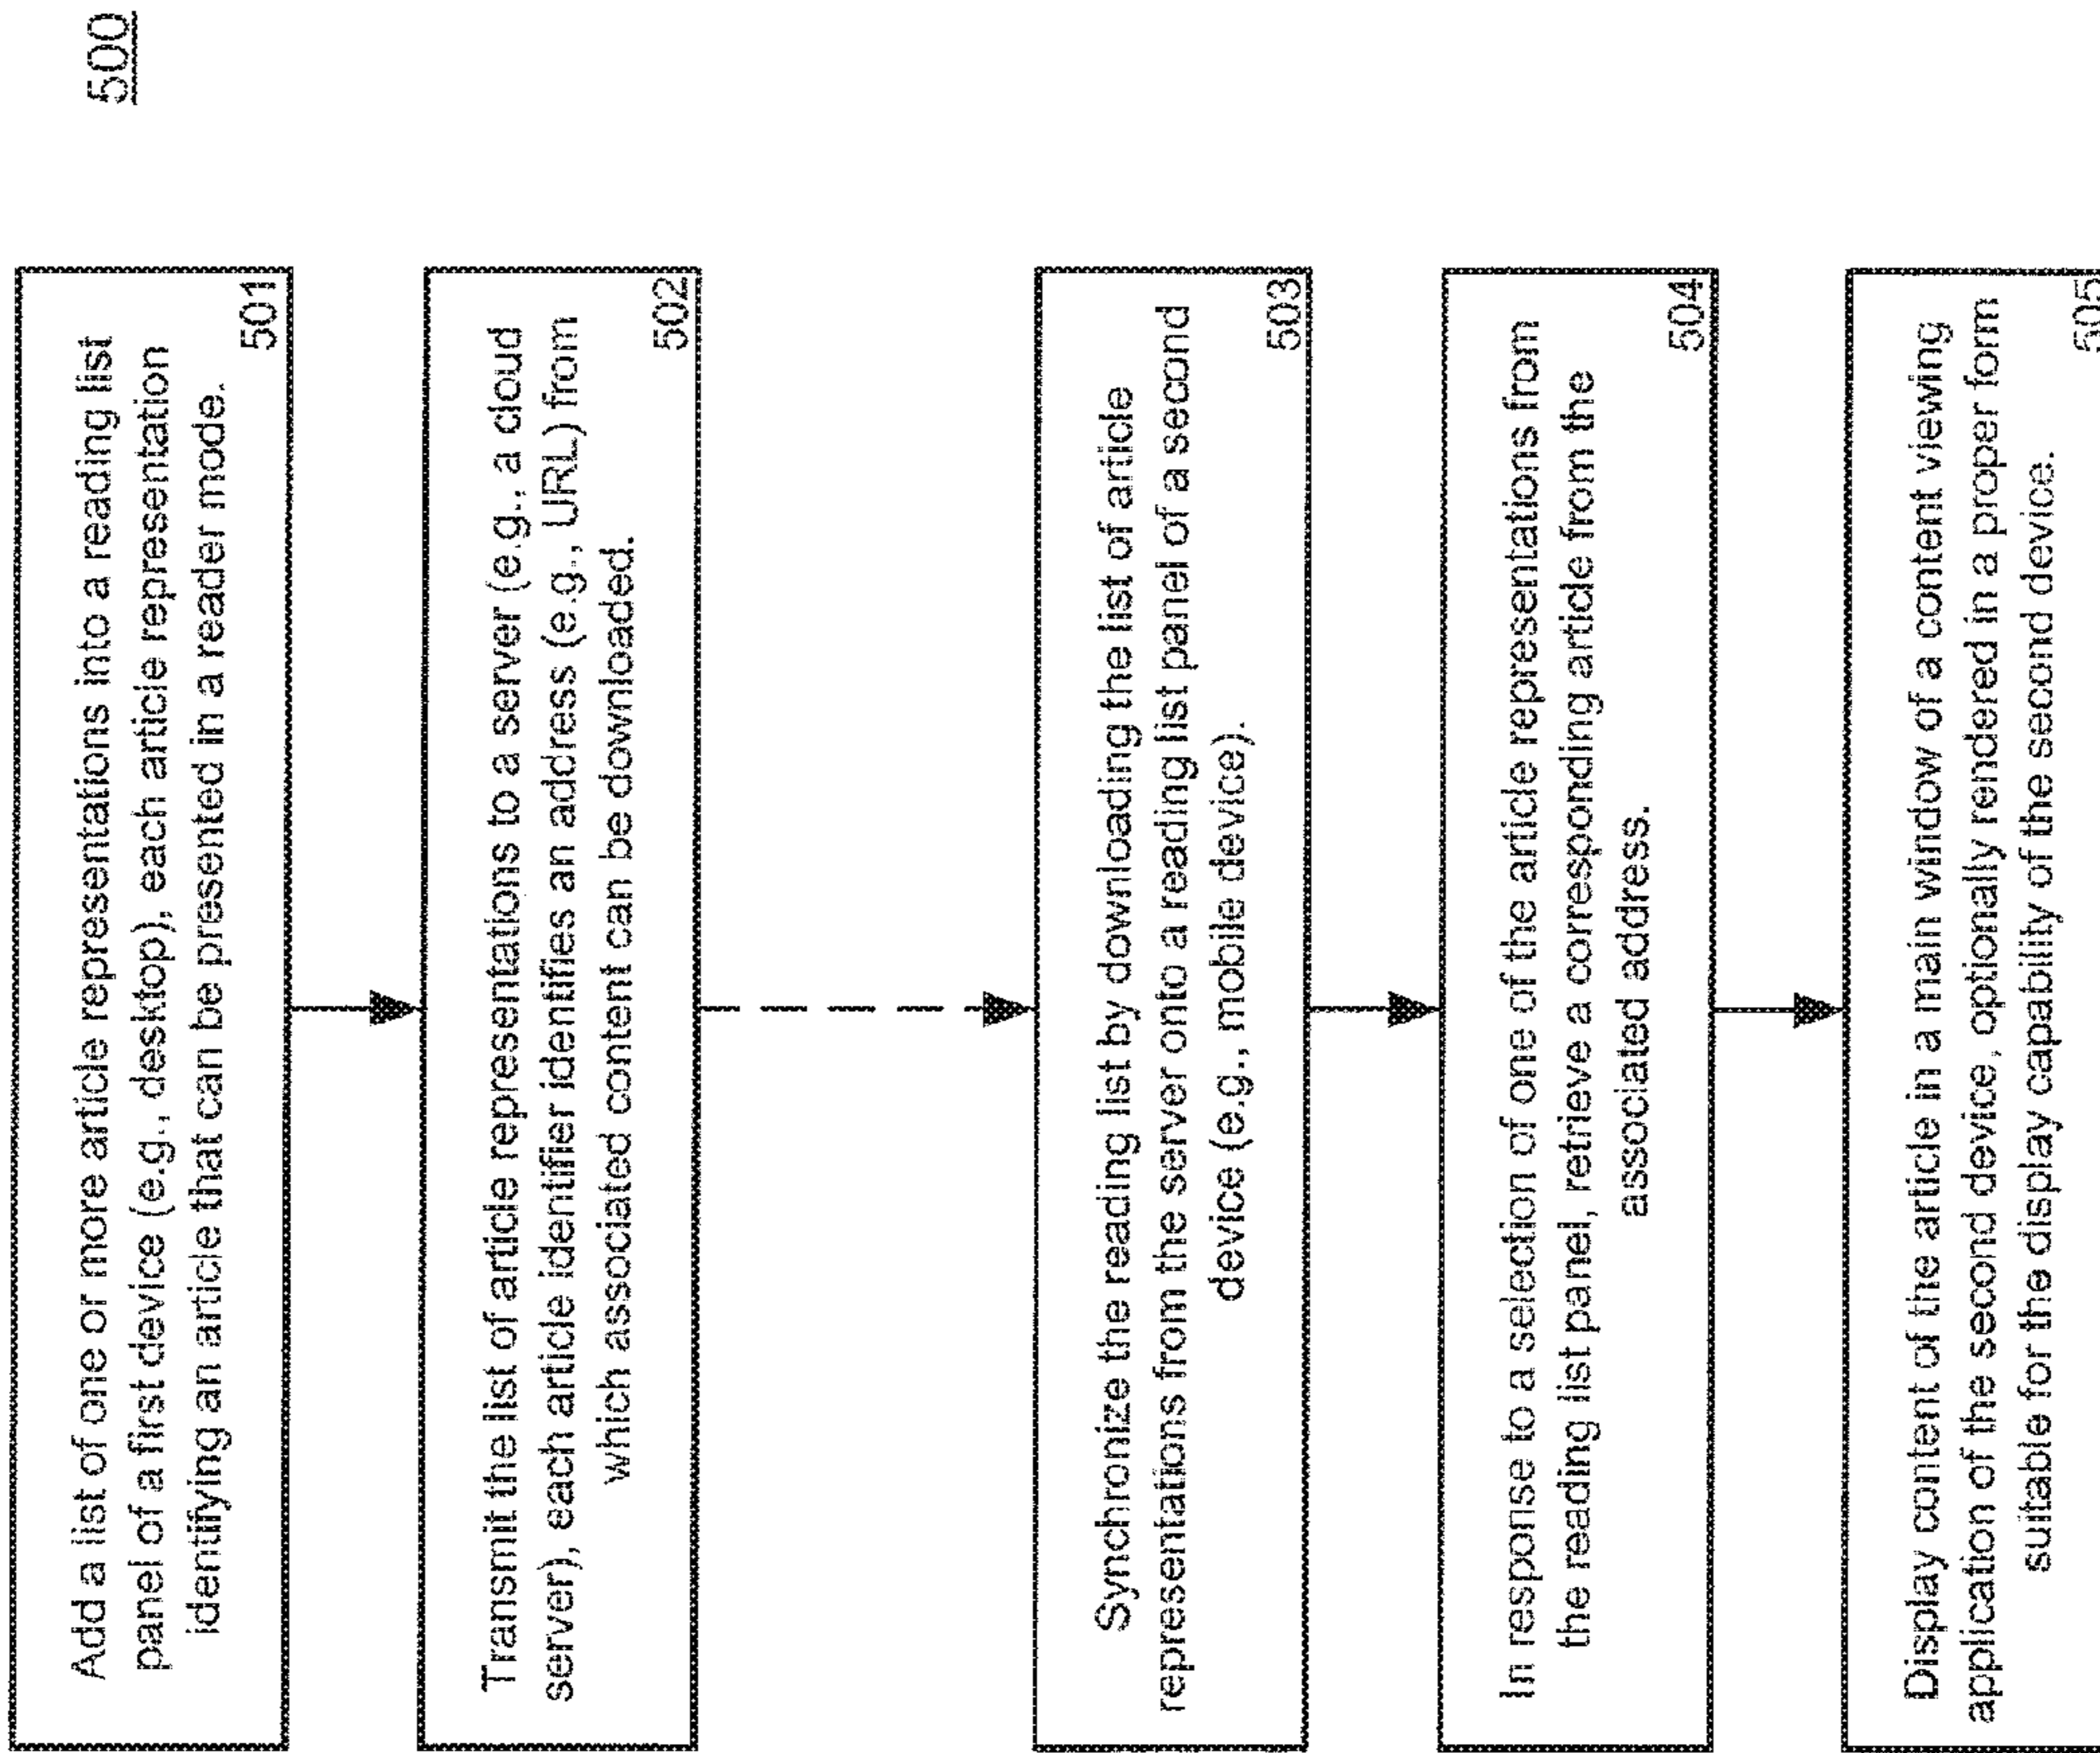 500
Add a list of one or more article representations into a reading list
panel of a first device (e.g., desktop), each article representation
identifying an article that can be presented in a reader mode.
501
Transmit the list of article representations to a server (e.g., a cloud
server), each article identifier identifies an address (e.g., URL) from
which associated content can be downloaded.
502
Synchronize the reading list by downloading the list of article
representations from the server onto a reading list panel of a second
device (e.g., mobile device).
503
In response to a selection of one of the article representations from
the reading list panel, retrieve a corresponding article from the
associated address.
504
Display content of the article in a main window of a content viewing
application of the second device, optionally rendered in a proper form
suitable for the display capability of the second device.
505